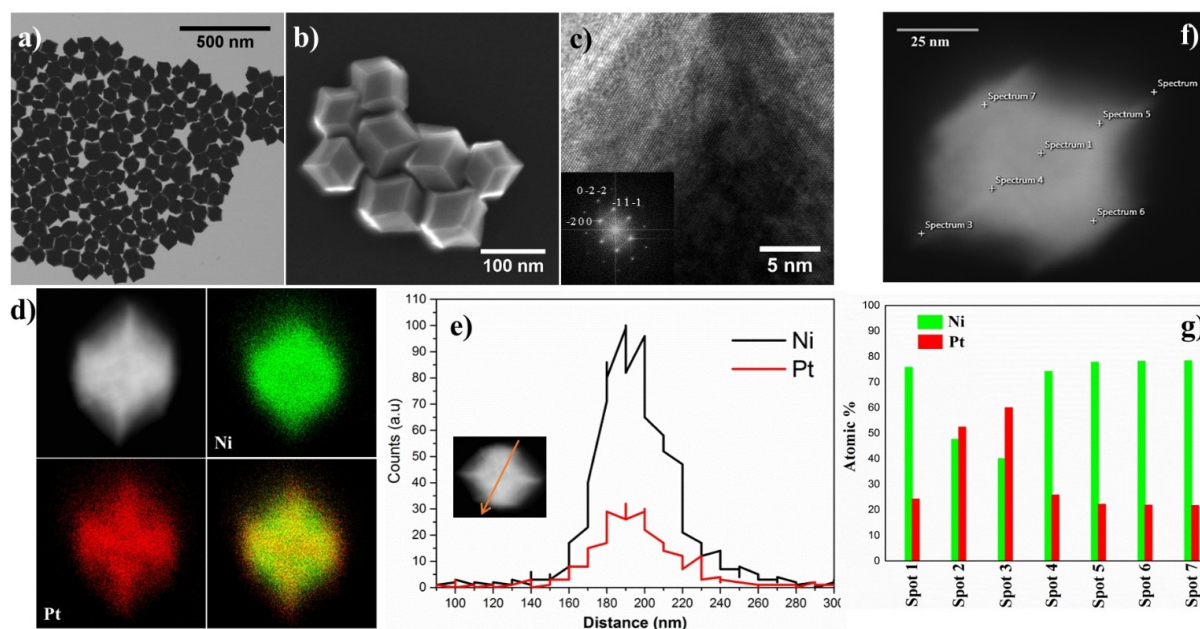 a)
500 nm
b)
100 nm
c)
0-2-2
-11-1
-200
5 nm
f)
25 nm
Spectrum 7
Spectrum
Spectrum 5
Spectrum 1
Spectrum 4
Spectrum 6
Spectrum 3
d)
Ni
Pt
e)
Ni
Pt
Counts (a.u)
110
100
90
80
70
60
50
40
30
20
10
0
100 120 140 160 180 200 220 240 260 280 300
Distance (nm)
g)
Ni
Pt
Atomic %
100
90
80
70
60
50
40
30
20
10
0
Spot 1
Spot 2
Spot 3
Spot 4
Spot 5
Spot 6
Spot 7